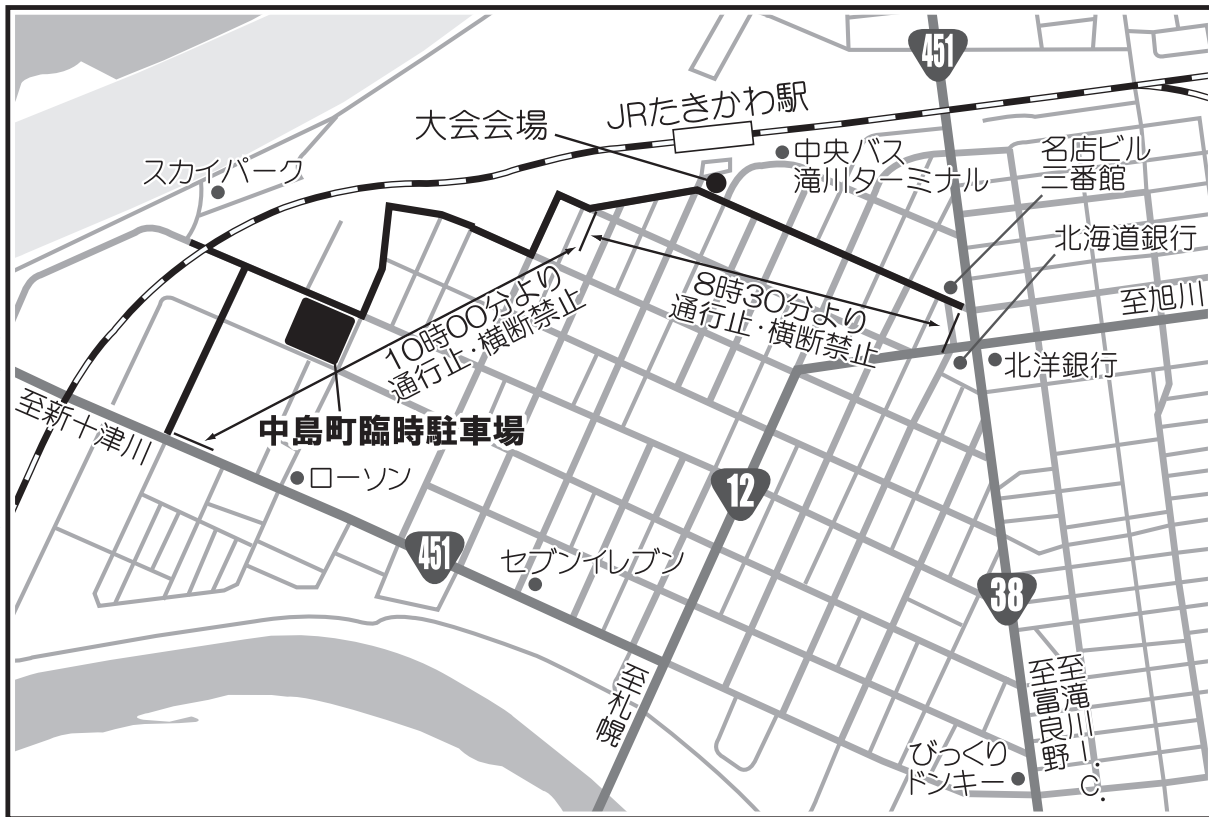 451
JRたきかわ駅
大会会場
中央バス
滝川ターミナル
名店ビル
三番館
スカイパーク
北海道銀行
至旭川
8時30分より
通行止・横断禁止
10時00分より
通行止・横断禁止
北洋銀行
至新十津川
中島町臨時駐車場
ローソン
12
451
セブンイレブン
38
至札幌
至滝川I.C.
至富良野
びっくり
ドンキー